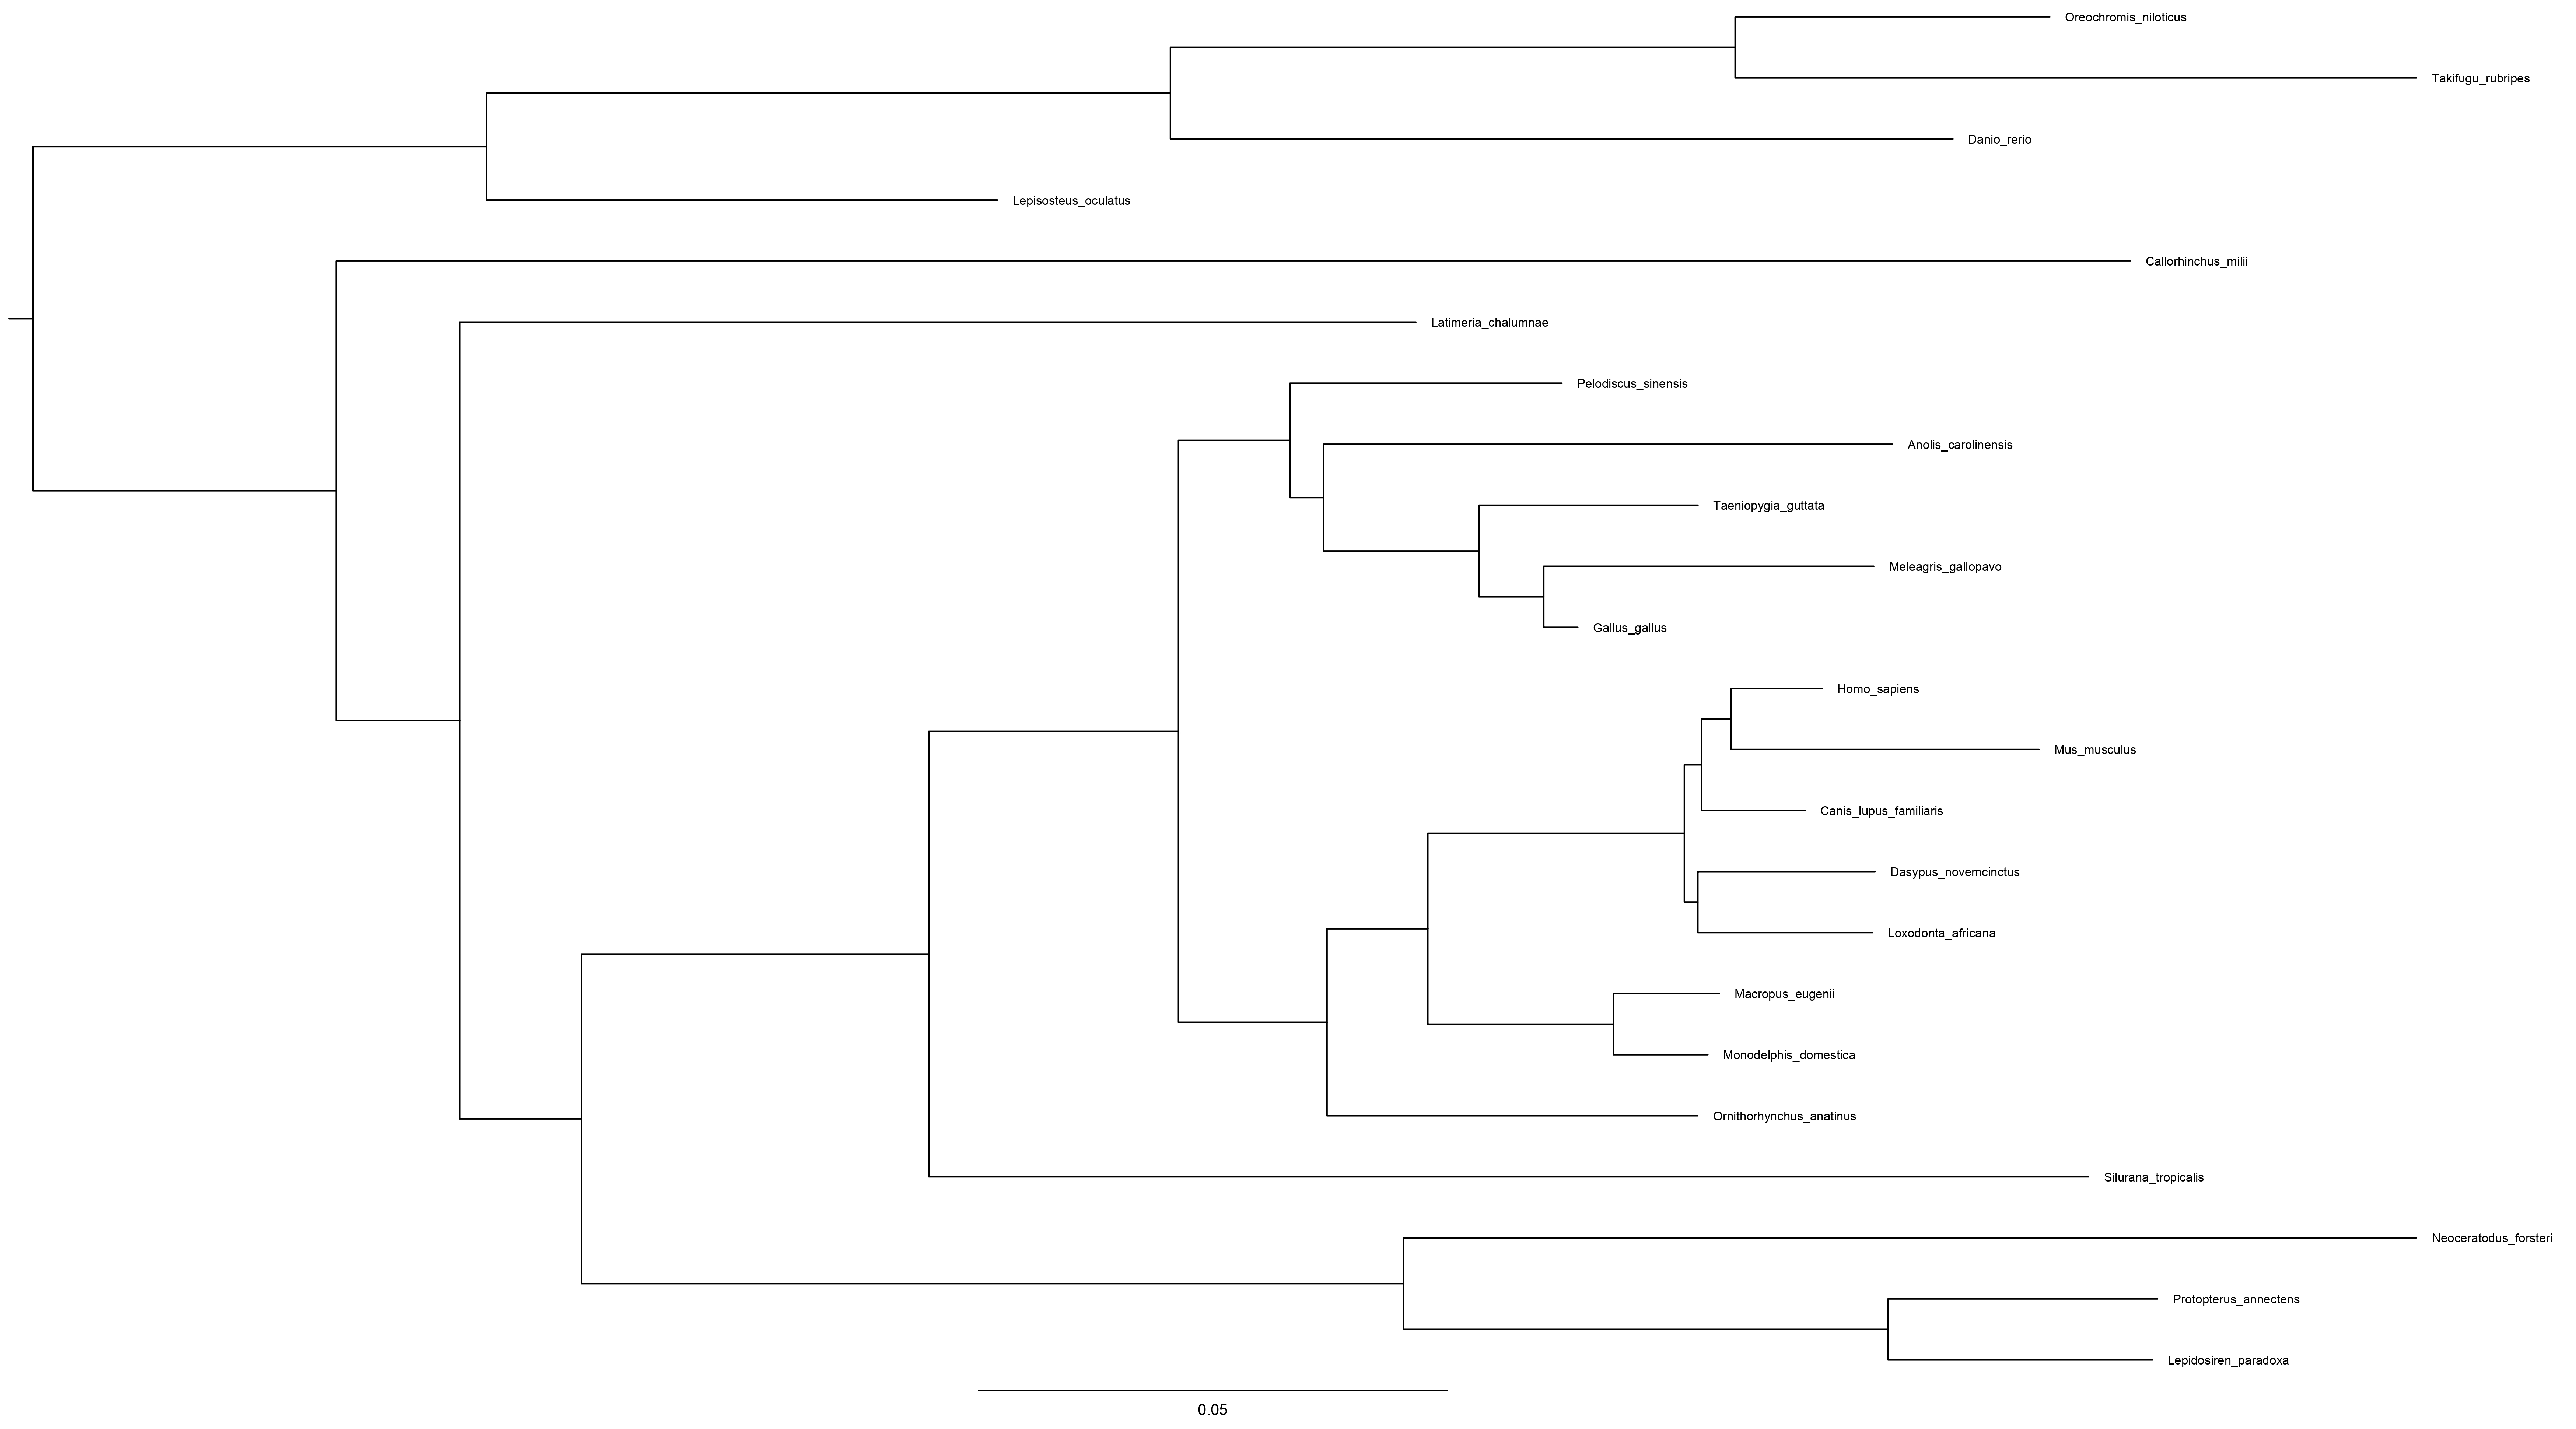 Oreochromis_niloticus
Takifugu_rubripes
Danio_rerio
Lepisosteus_oculatus
Callorhinchus_milii
Latimeria_chalumnae
Pelodiscus_sinensis
Anolis_carolinensis
Taeniopygia_guttata
Meleagris_gallopavo
Gallus_gallus
Homo_sapiens
Mus_musculus
Canis_lupus_familiaris
Dasypus_novemcinctus
Loxodonta_africana
Macropus_eugenii
Monodelphis_domestica
Ornithorhynchus_anatinus
Silurana_tropicalis
Neoceratodus_forsteri
Protopterus_annectens
Lepidosiren_paradoxa
0.05